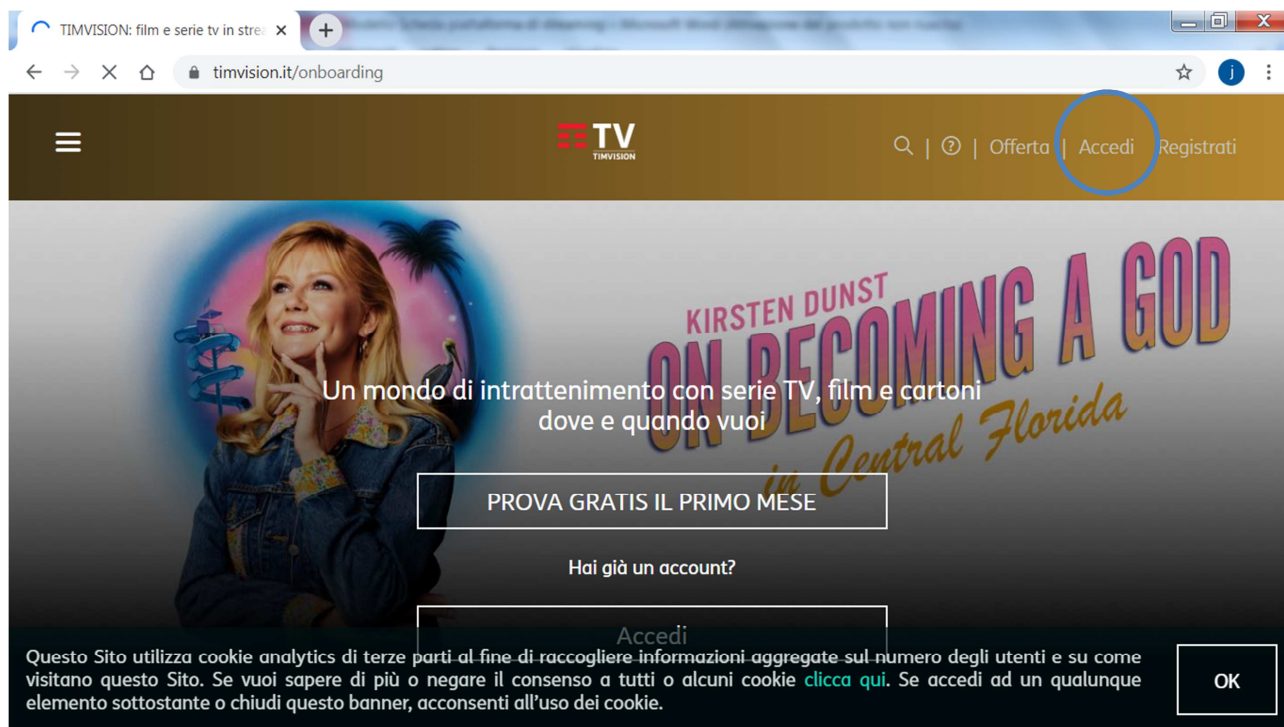 TIMVISION: film e serie tv in strea
timvision.it/onboarding
j
TV
TIMVISION
Offerta | Accedi Registrati
KIRSTEN DUNST
ON BECOMING A GOD
in Central Florida
Un mondo di intrattenimento con serie TV, film e cartoni
dove e quando vuoi
PROVA GRATIS IL PRIMO MESE
Hai già un account?
Accedi
Questo Sito utilizza cookie analytics di terze parti al fine di raccogliere informazioni aggregate sul numero degli utenti e su come
visitano questo Sito. Se vuoi sapere di più o negare il consenso a tutti o alcuni cookie clicca qui. Se accedi ad un qualunque
elemento sottostante o chiudi questo banner, acconsenti all'uso dei cookie.
OK